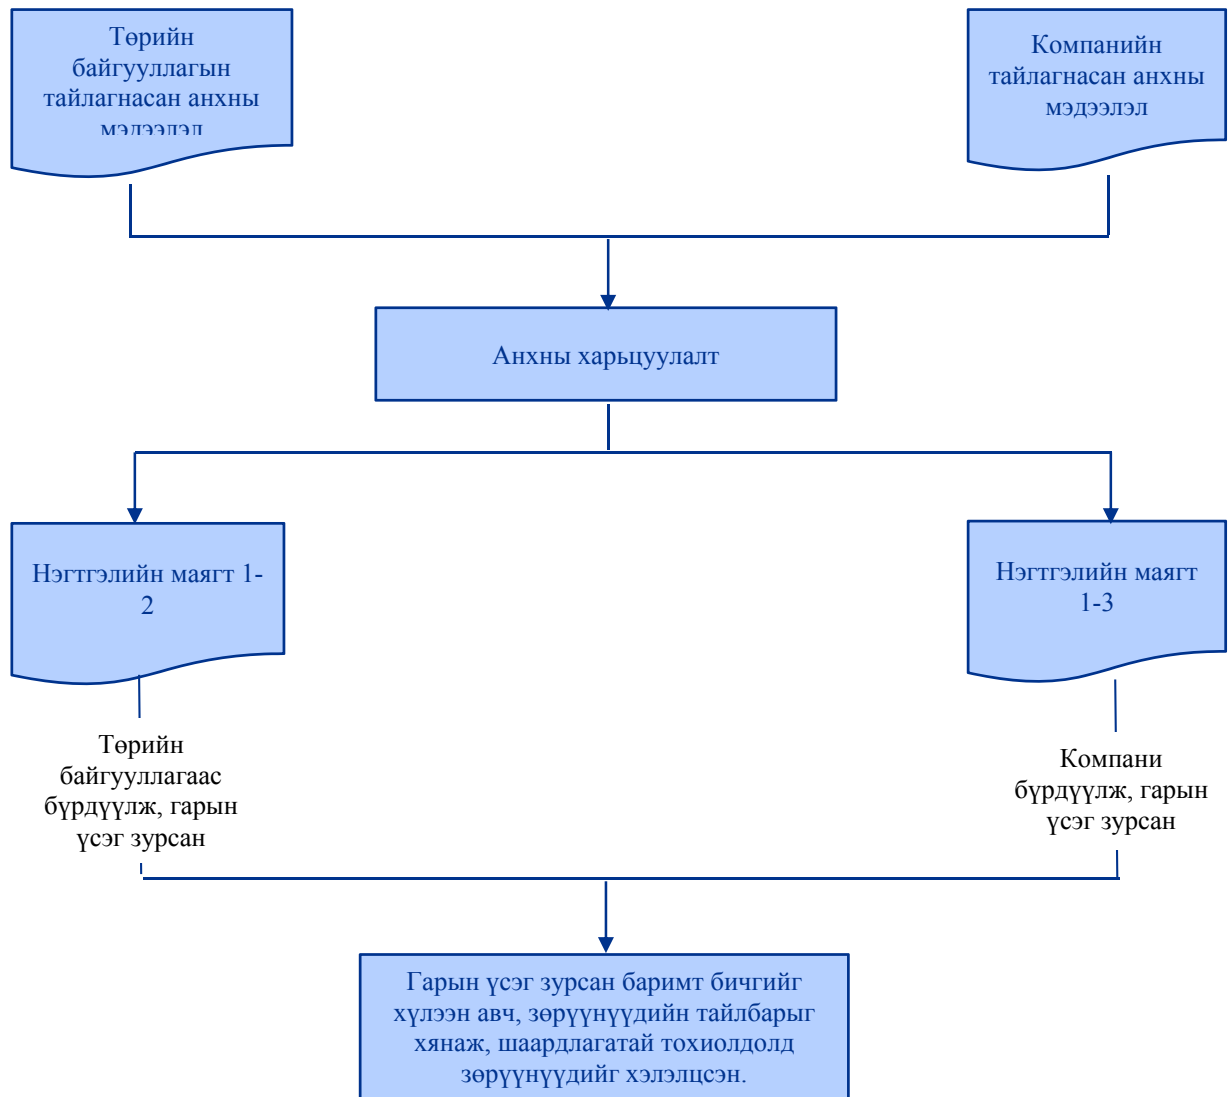 Төрийн
байгууллагын
тайлагнасан анхны
мэдээлэл
Компанийн
тайлагнасан анхны
мэдээлэл
Анхны харьцуулалт
Нэгтгэлийн маягт 1-
2
Нэгтгэлийн маягт
1-3
Төрийн
байгууллагаас
бүрдүүлж, гарын
үсэг зурсан
Компани
бүрдүүлж, гарын
үсэг зурсан
Гарын үсэг зурсан баримт бичгийг
хүлээн авч, зөрүүнүүдийн тайлбарыг
хянаж, шаардлагатай тохиолдолд
зөрүүнүүдийг хэлэлцсэн.